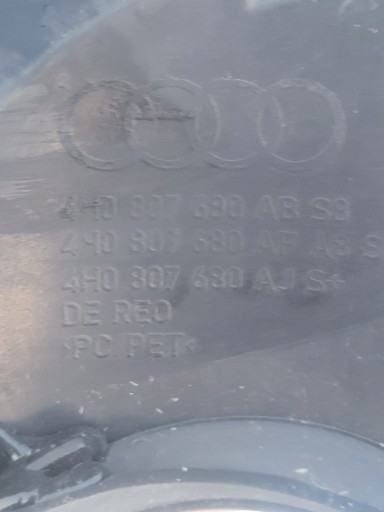 4H0 807 680 AB S8
4H0 807 680 AF A8 S
4H0 807 680 AJ S+
DE REO
>PC PET<